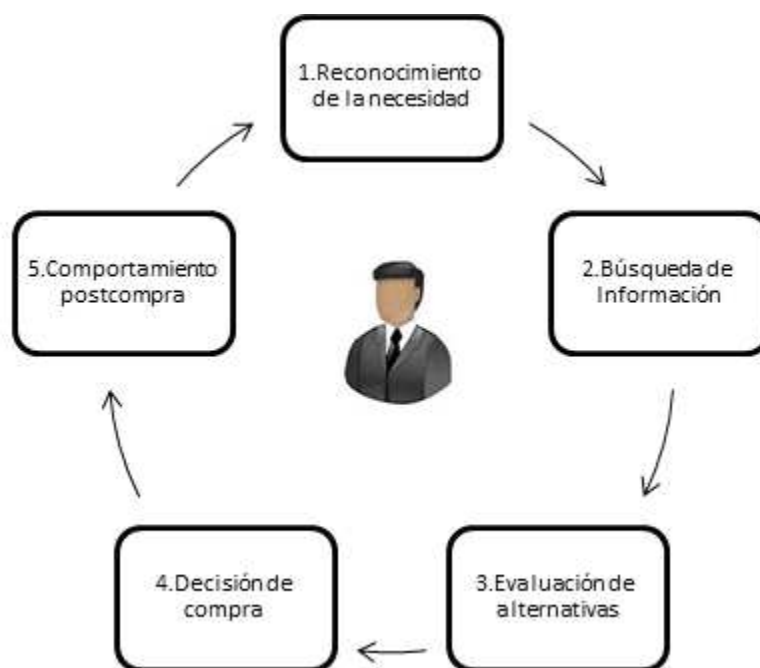 1.Reconocimiento
de la necesidad
2.Búsqueda de
Información
3.Evaluación de
alternativas
4.Decisión de
compra
5.Comportamiento
postcompra